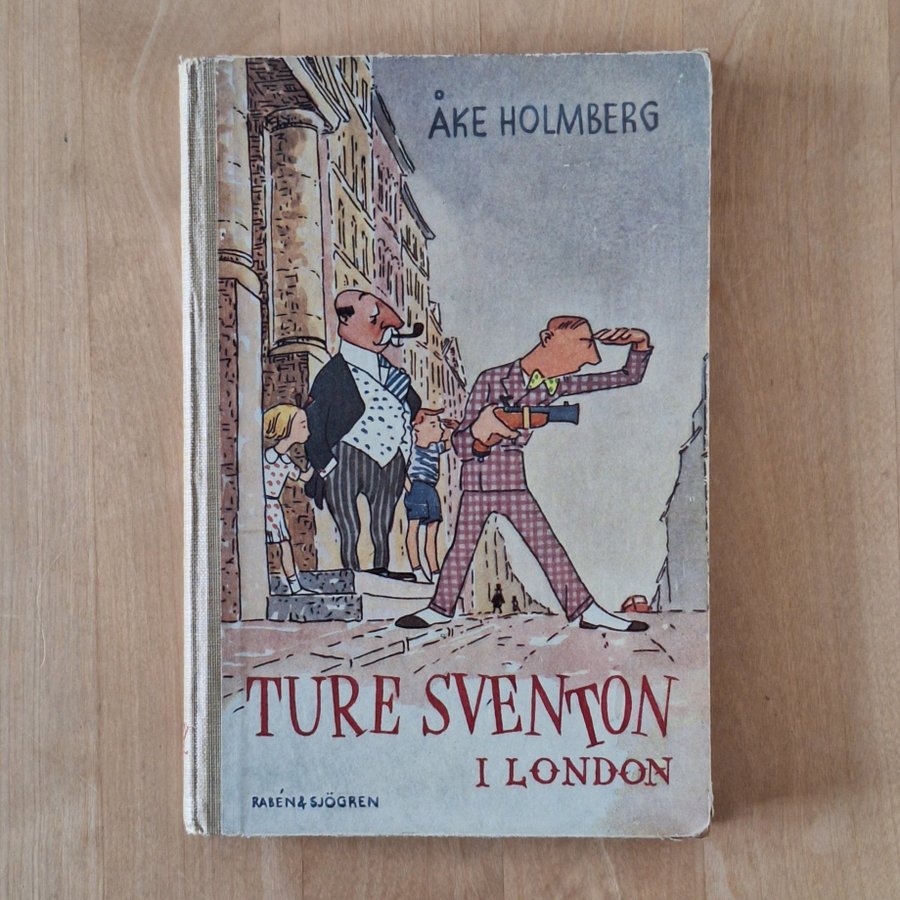 ÅKE HOLMBERG
TURE SVENTON
I LONDON
RABÉN & SJÖGREN